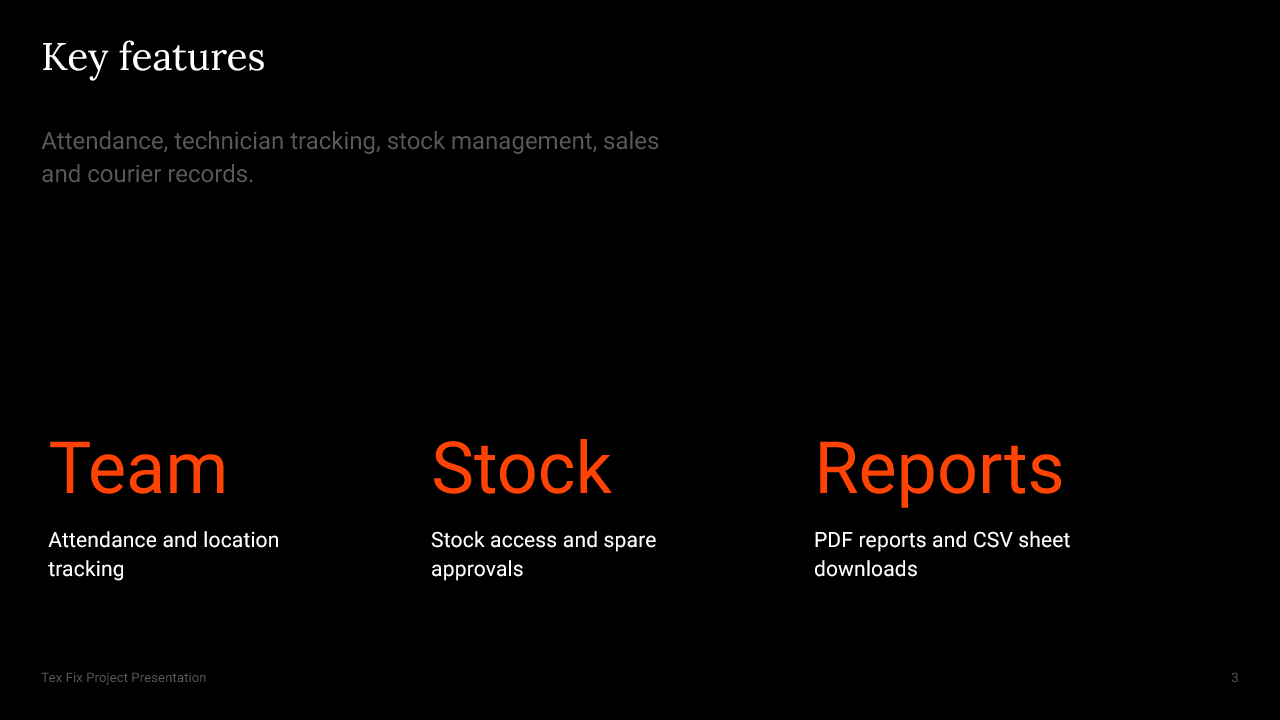 Key features
Attendance, technician tracking, stock management, sales
and courier records.
Team
Stock
Reports
Attendance and location
tracking
Stock access and spare
approvals
PDF reports and CSV sheet
downloads
Tex Fix Project Presentation
3